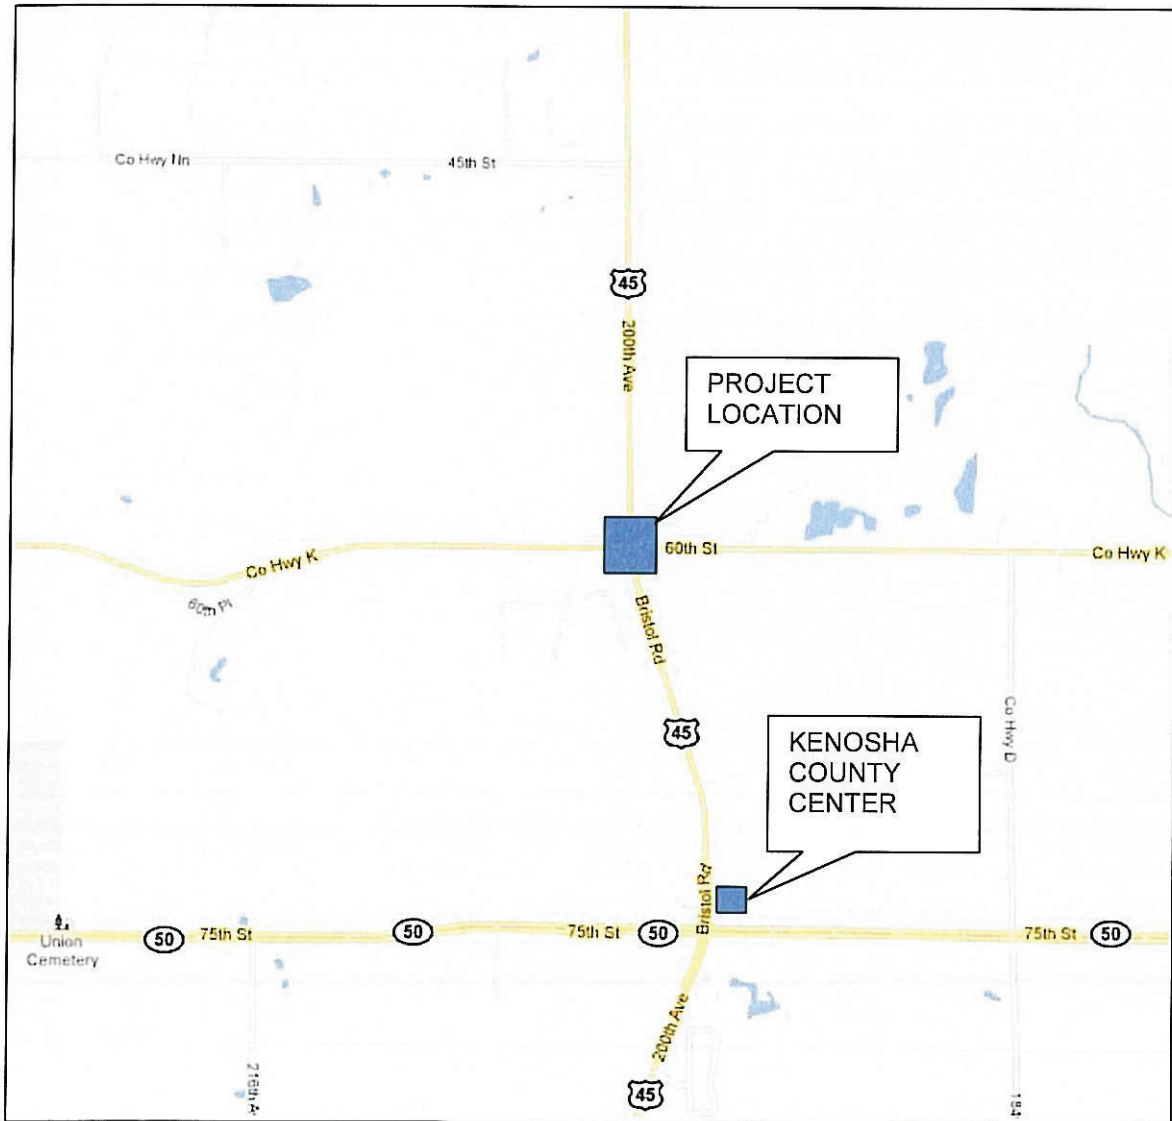 Co Hwy Nn
45th St
45
200th Ave
PROJECT
LOCATION
60th St
Co Hwy K
Co Hwy K
60th Pl
Bristol Rd
45
Co Hwy D
KENOSHA
COUNTY
CENTER
Bristol Rd
Union
Cemetery
50
75th St
50
75th St
50
75th St
50
200th Ave
45
216th A
184